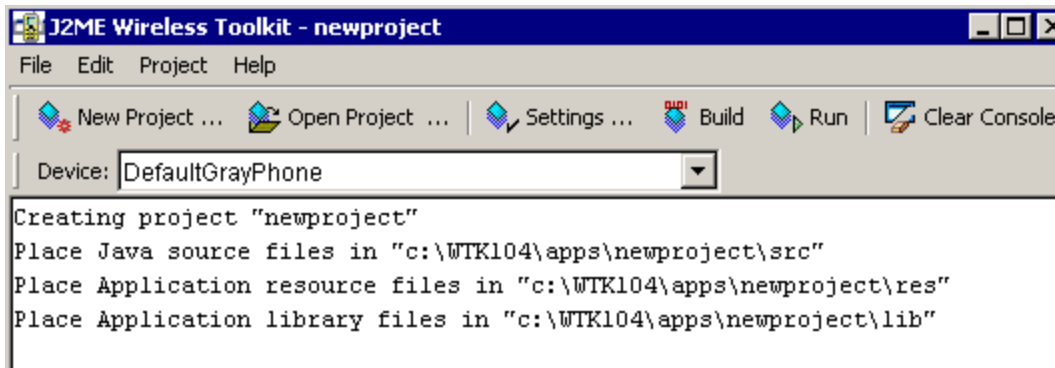 J2ME Wireless Toolkit - newproject
File Edit Project Help
New Project ... Open Project ... Settings ... Build Run Clear Console
Device: DefaultGrayPhone
Creating project "newproject"
Place Java source files in "c:\WTK104\apps\newproject\src"
Place Application resource files in "c:\WTK104\apps\newproject\res"
Place Application library files in "c:\WTK104\apps\newproject\lib"